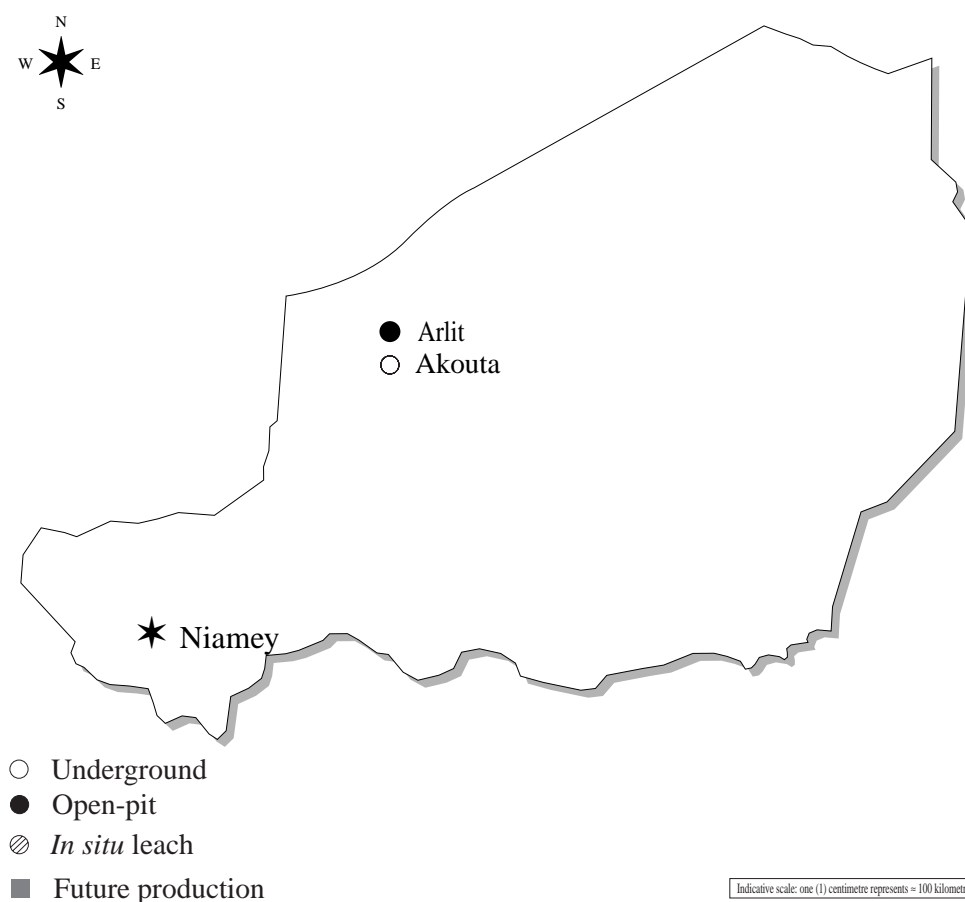 N
W E
S
Arlit
Akouta
Niamey
Underground
Open-pit
In situ leach
Future production
Indicative scale: one (1) centimetre represents ≈ 100 kilometr